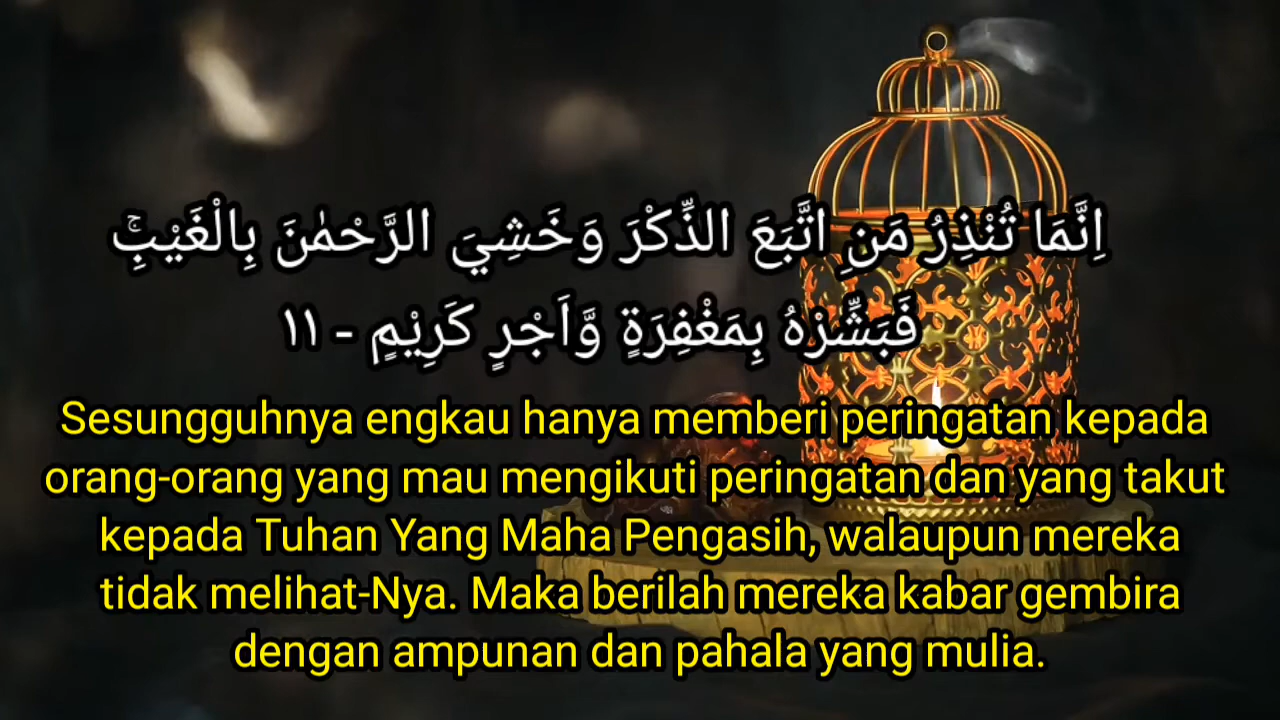 اِنَّمَا تُنْذِرُ مَنِ اتَّبَعَ الذِّكْرَ وَخَشِيَ الرَّحْمٰنَ بِالْغَيْبِۚ
فَبَشِّرْهُ بِمَغْفِرَةٍ وَّاَجْرٍ كَرِيْمٍ - ١١
Sesungguhnya engkau hanya memberi peringatan kepada
orang-orang yang mau mengikuti peringatan dan yang takut
kepada Tuhan Yang Maha Pengasih, walaupun mereka
tidak melihat-Nya. Maka berilah mereka kabar gembira
dengan ampunan dan pahala yang mulia.